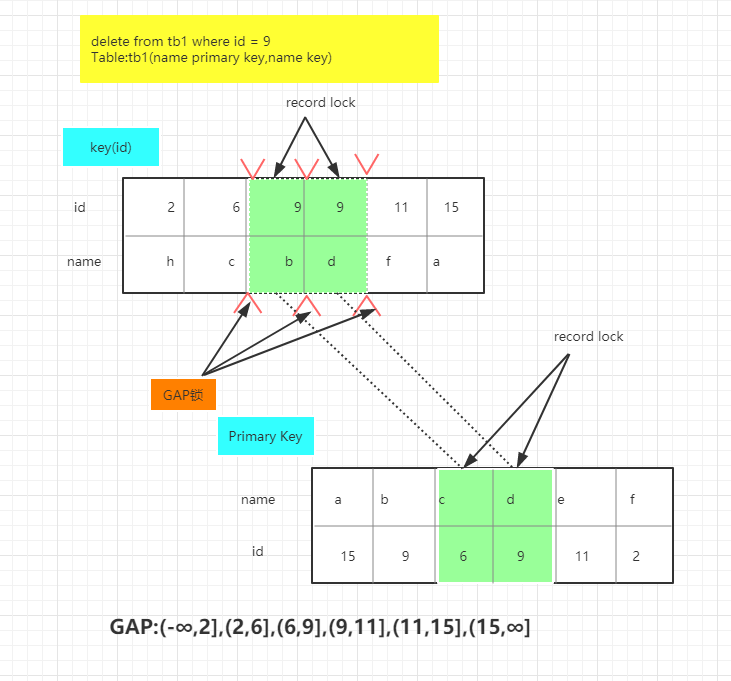 delete from tb1 where id = 9
Table:tb1(name primary key,name key)
record lock
key(id)
id 2 6 9 9 11 15
name h c b d f a
record lock
GAP锁
Primary Key
name a b c d e f
id 15 9 6 9 11 2
GAP:(-∞,2],(2,6],(6,9],(9,11],(11,15],(15,∞]